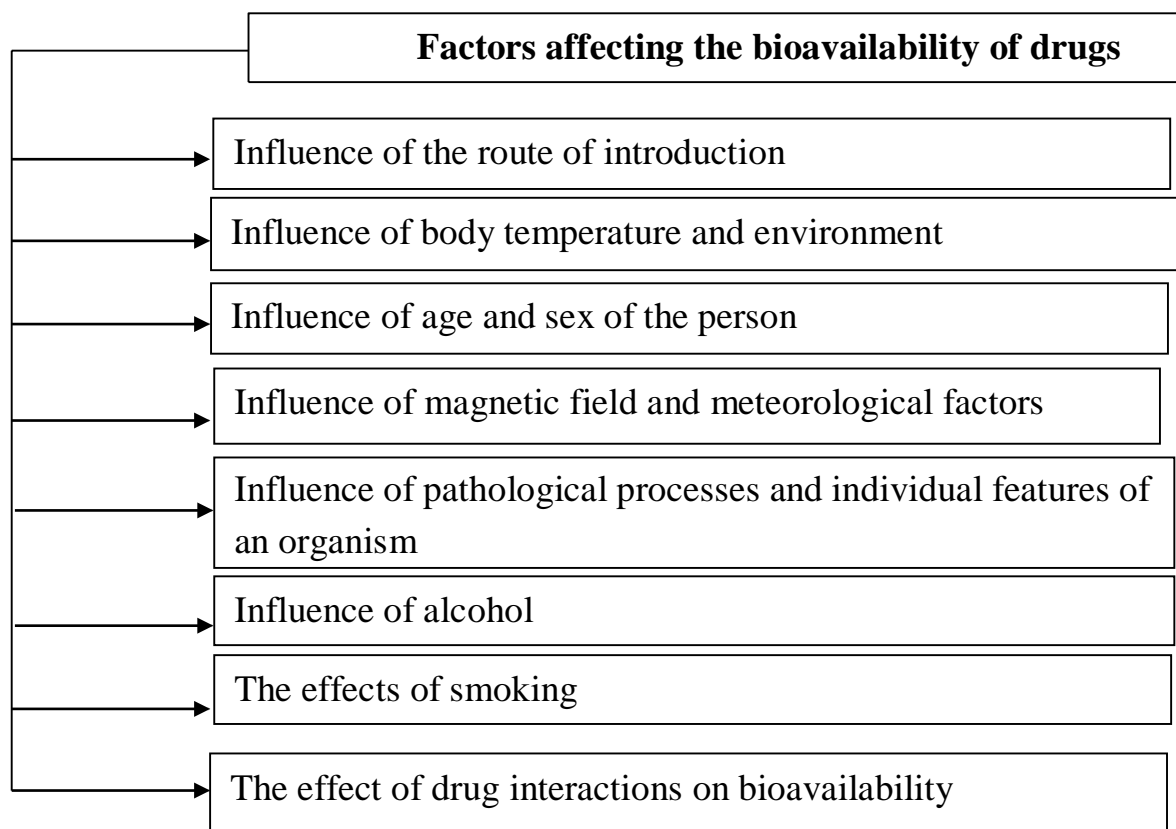 Factors affecting the bioavailability of drugs
Influence of the route of introduction
Influence of body temperature and environment
Influence of age and sex of the person
Influence of magnetic field and meteorological factors
Influence of pathological processes and individual features of
an organism
Influence of alcohol
The effects of smoking
The effect of drug interactions on bioavailability